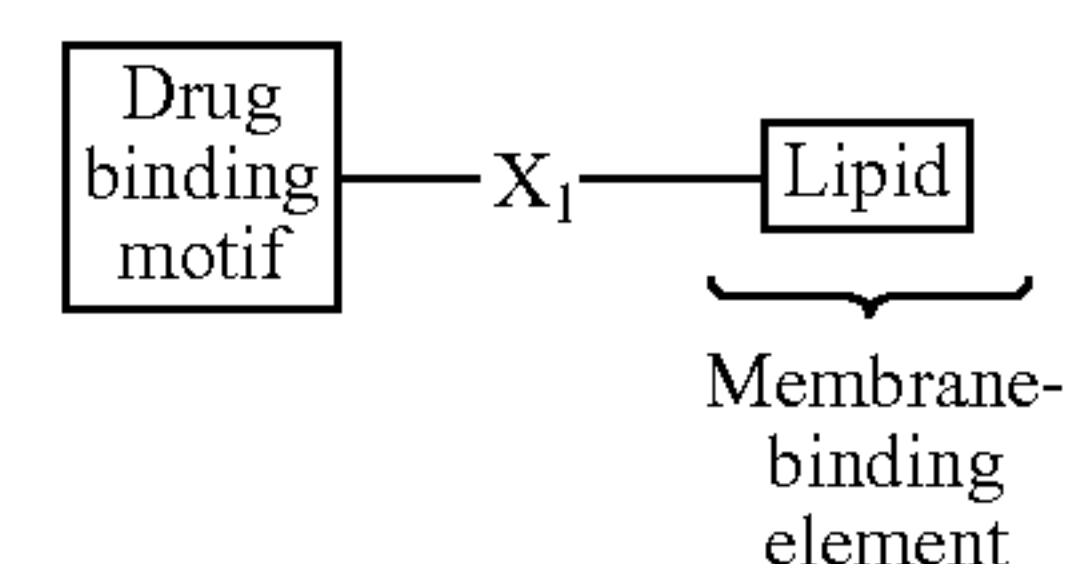 Drug
binding
motif
X₁
Lipid
Membrane-
binding
element